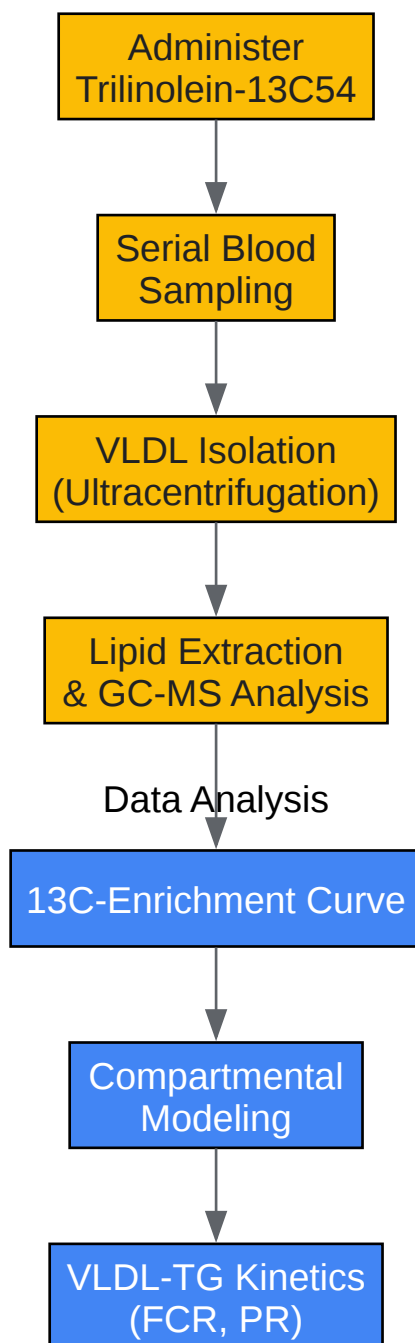 Administer
Trilinolein-13C54
Serial Blood
Sampling
VLDL Isolation
(Ultracentrifugation)
Lipid Extraction
& GC-MS Analysis
Data Analysis
13C-Enrichment Curve
Compartmental
Modeling
VLDL-TG Kinetics
(FCR, PR)